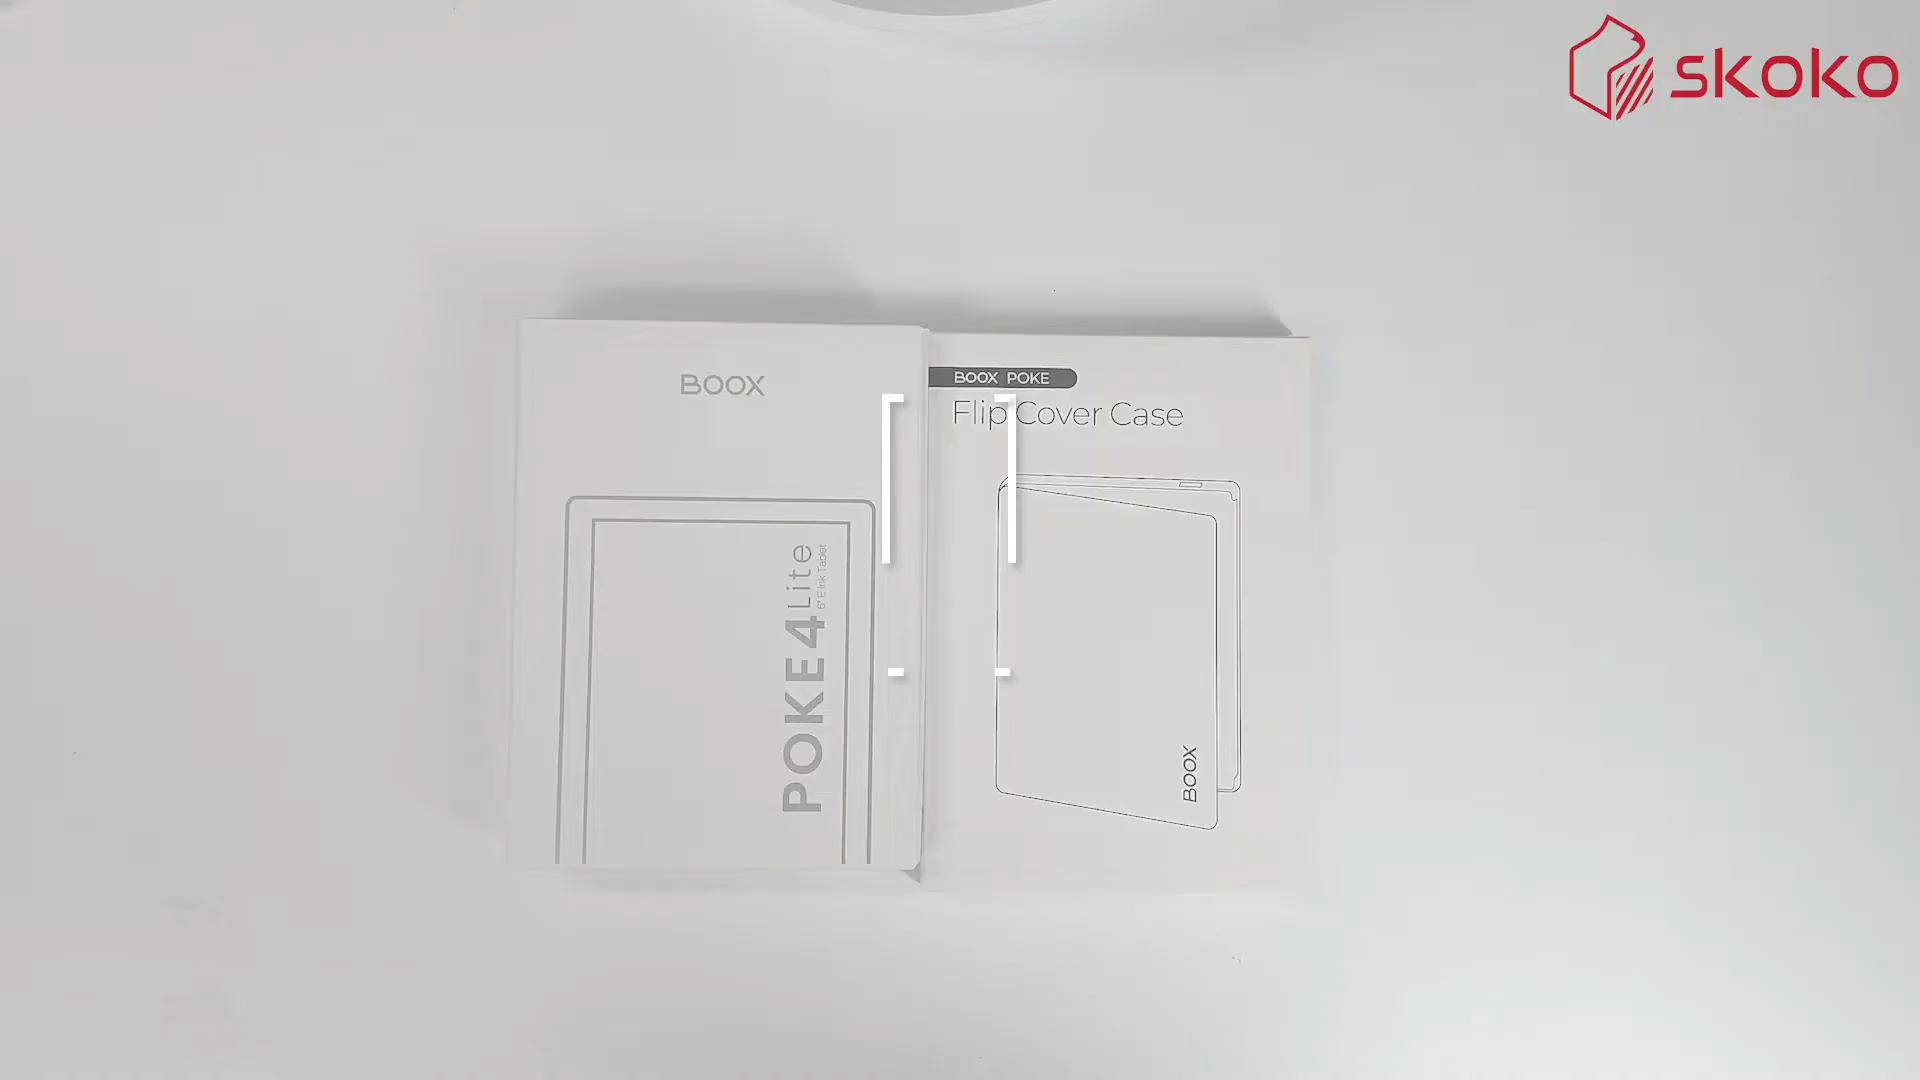 SKOKO
BOOX
POKE4Lite
6" E Ink Tablet
BOOX POKE
Flip Cover Case
BOOX